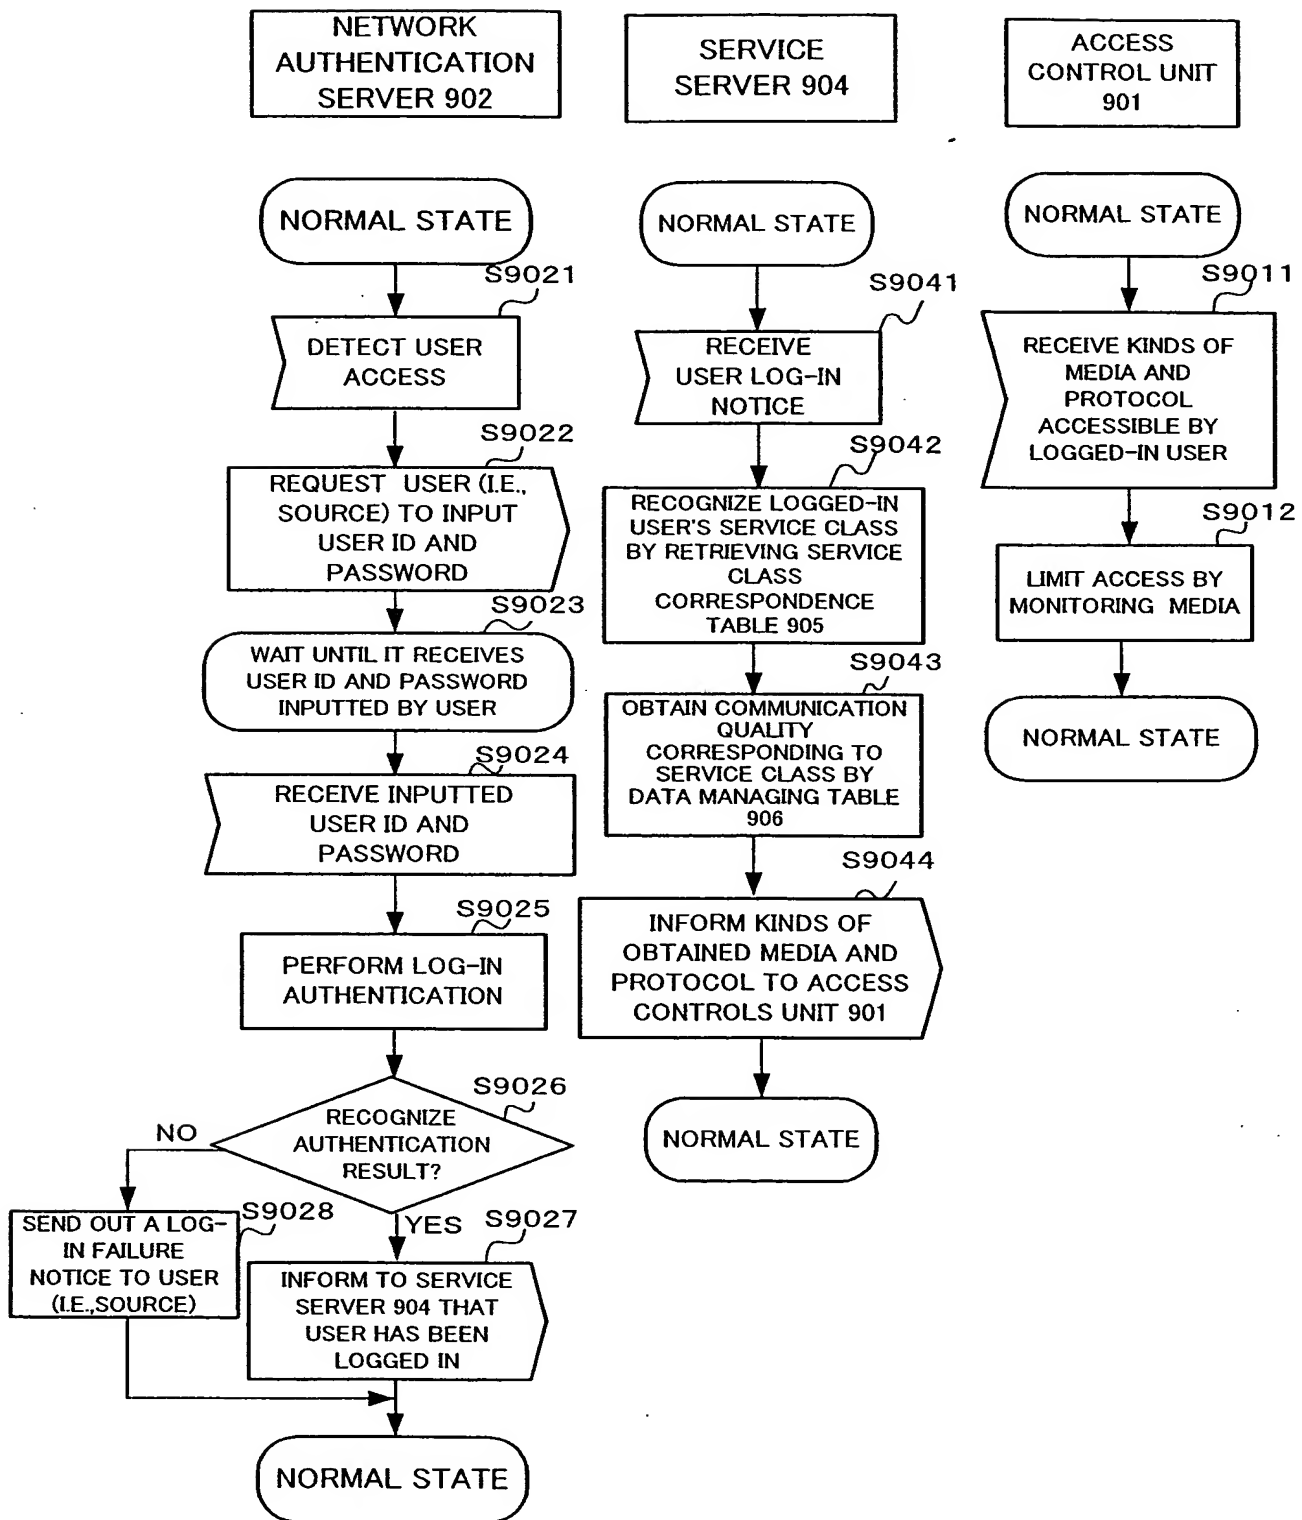 NETWORK
AUTHENTICATION
SERVER 902
NORMAL STATE
S9021
DETECT USER
ACCESS
S9022
REQUEST USER (I.E.,
SOURCE) TO INPUT
USER ID AND
PASSWORD
S9023
WAIT UNTIL IT RECEIVES
USER ID AND PASSWORD
INPUTTED BY USER
S9024
RECEIVE INPUTTED
USER ID AND
PASSWORD
S9025
PERFORM LOG-IN
AUTHENTICATION
S9026
RECOGNIZE
AUTHENTICATION
RESULT?
NO
S9028
SEND OUT A LOG-
IN FAILURE
NOTICE TO USER
(I.E.,SOURCE)
YES
S9027
INFORM TO SERVICE
SERVER 904 THAT
USER HAS BEEN
LOGGED IN
NORMAL STATE
SERVICE
SERVER 904
NORMAL STATE
S9041
RECEIVE
USER LOG-IN
NOTICE
S9042
RECOGNIZE LOGGED-IN
USER'S SERVICE CLASS
BY RETRIEVING SERVICE
CLASS
CORRESPONDENCE
TABLE 905
S9043
OBTAIN COMMUNICATION
QUALITY
CORRESPONDING TO
SERVICE CLASS BY
DATA MANAGING TABLE
906
S9044
INFORM KINDS OF
OBTAINED MEDIA AND
PROTOCOL TO ACCESS
CONTROLS UNIT 901
NORMAL STATE
ACCESS
CONTROL UNIT
901
NORMAL STATE
S9011
RECEIVE KINDS OF
MEDIA AND
PROTOCOL
ACCESSIBLE BY
LOGGED-IN USER
S9012
LIMIT ACCESS BY
MONITORING MEDIA
NORMAL STATE